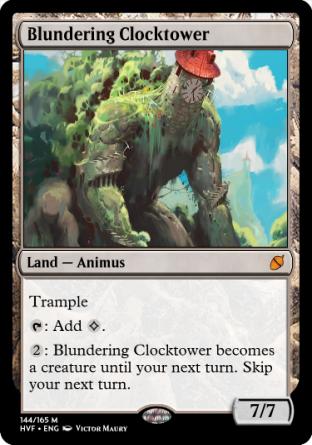 Blundering Clocktower
Land — Animus
Trample
: Add .
2: Blundering Clocktower becomes
a creature until your next turn. Skip
your next turn.
7/7
144/165 M
HVF • ENG Victor Maury